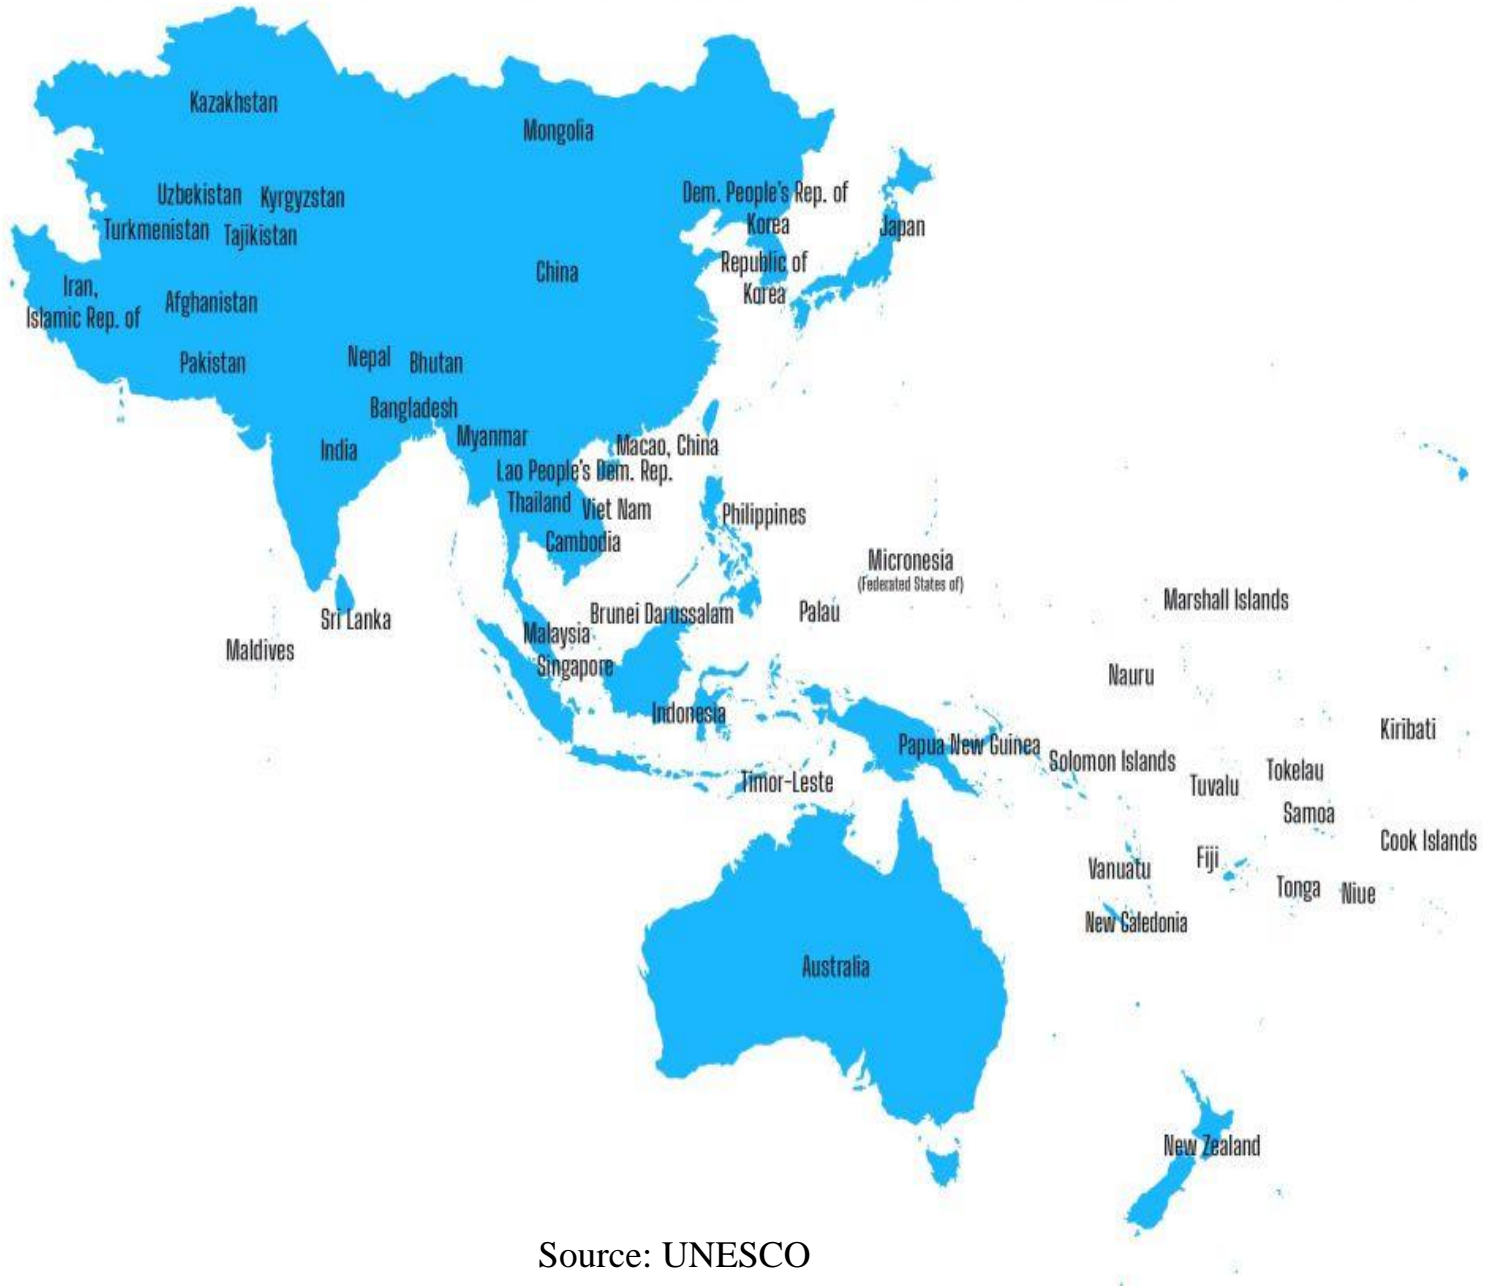 Kazakhstan
Mongolia
Uzbekistan
Kyrgyzstan
Dem. People's Rep. of
Korea
Japan
Turkmenistan
Tajikistan
Republic of
Korea
China
Iran,
Islamic Rep. of
Afghanistan
Pakistan
Nepal
Bhutan
Bangladesh
India
Myanmar
Macao, China
Lao People's Dem. Rep.
Thailand
Viet Nam
Philippines
Cambodia
Micronesia
(Federated States of)
Marshall Islands
Sri Lanka
Brunei Darussalam
Palau
Maldives
Malaysia
Singapore
Nauru
Indonesia
Kiribati
Papua New Guinea
Solomon Islands
Tokelau
Timor-Leste
Tuvalu
Samoa
Cook Islands
Vanuatu
Fiji
Tonga
Niue
New Caledonia
Australia
New Zealand
Source: UNESCO